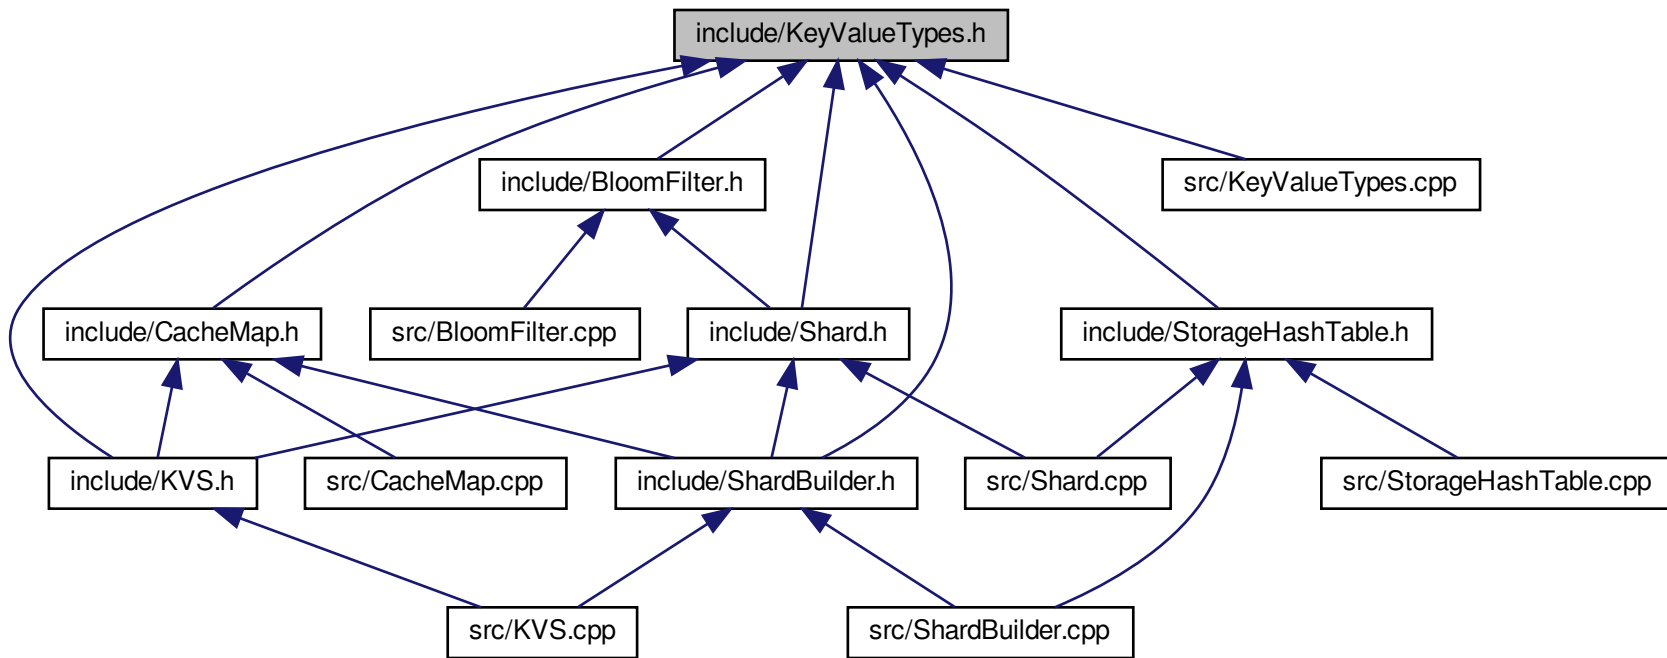 include/KeyValueTypes.h
include/BloomFilter.h
src/KeyValueTypes.cpp
include/CacheMap.h
src/BloomFilter.cpp
include/Shard.h
include/StorageHashTable.h
include/KVS.h
src/CacheMap.cpp
include/ShardBuilder.h
src/Shard.cpp
src/StorageHashTable.cpp
src/KVS.cpp
src/ShardBuilder.cpp